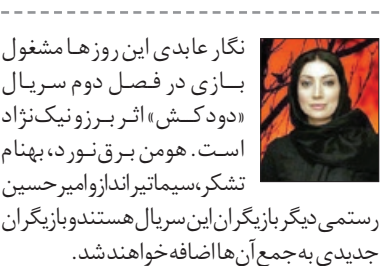 نگار عابدی این روزها مشغول
بازی در فصل دوم سریال
«دودکش» اثر برزو نیک‌نژاد
است. هومن برق‌نورد، بهنام
تشکر، سیما تیرانداز و امیرحسین
رستمی دیگر بازیگران این سریال هستند و بازیگران
جدیدی به جمع آن‌ها اضافه خواهند شد.